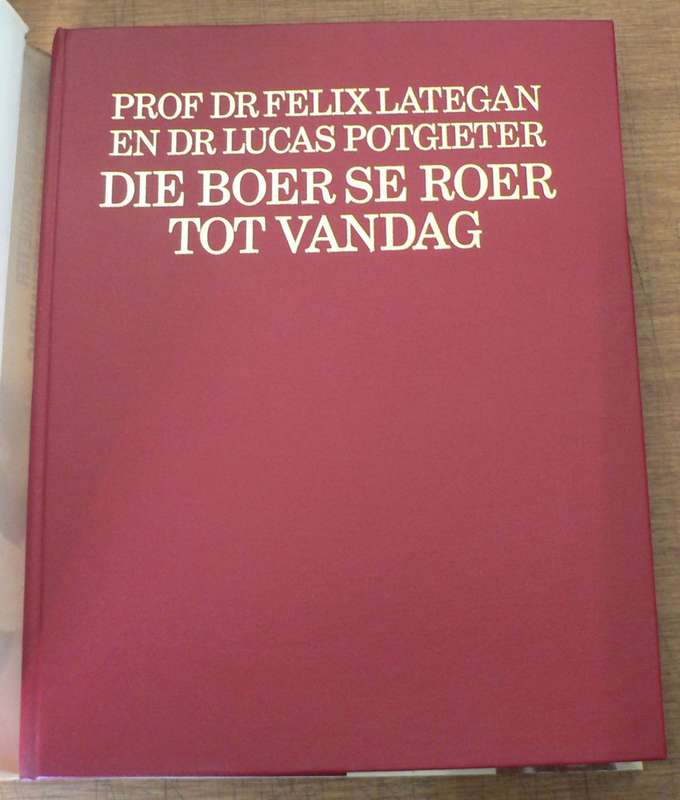 PROF DR FELIX LATEGAN
EN DR LUCAS POTGIETER
DIE BOER SE ROER
TOT VANDAG